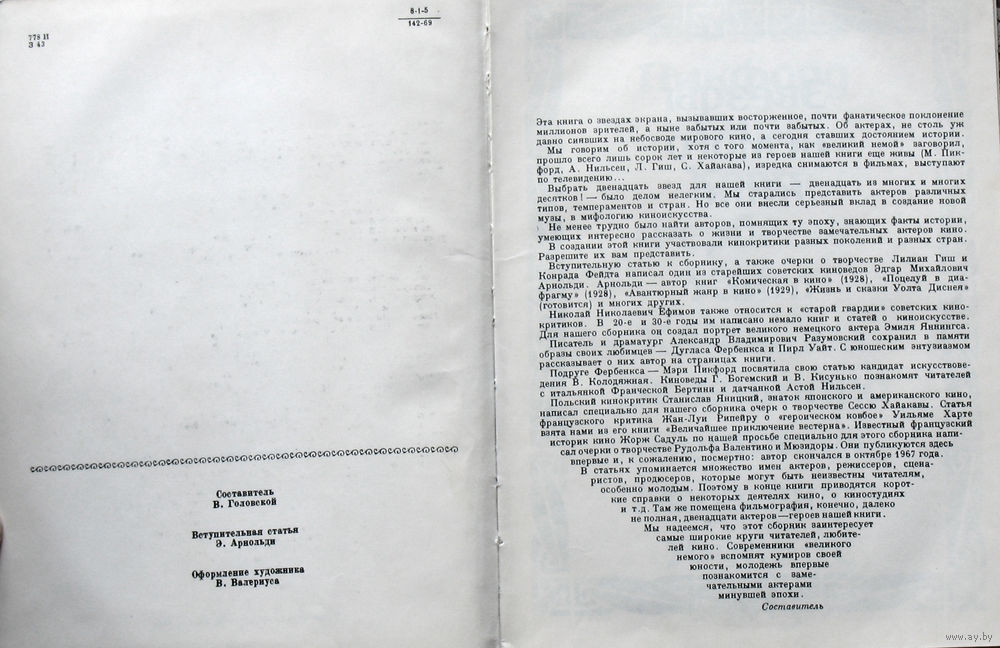 778 И
Э 43
8-1-5
142-69
Составитель
В. Головской
Вступительная статья
Э. Арнольди
Оформление художника
В. Валериуса
Эта книга о звездах экрана, вызывавших восторженное, почти фанатическое поклонение
миллионов зрителей, а ныне забытых или почти забытых. Об актерах, не столь уж
давно сиявших на небосводе мирового кино, а сегодня ставших достоянием истории.
Мы говорим об истории, хотя с того момента, как «великий немой» заговорил,
прошло всего лишь сорок лет и некоторые из героев нашей книги еще живы (М. Пик-
форд, А. Нильсен, Л. Гиш, С. Хайакава), изредка снимаются в фильмах, выступают
по телевидению...
Выбрать двенадцать звезд для нашей книги — двенадцать из многих и многих
десятков! — было делом нелегким. Мы старались представить актеров различных
типов, темпераментов и стран. Но все они внесли серьезный вклад в создание новой
музы, в мифологию киноискусства.
Не менее трудно было найти авторов, помнящих ту эпоху, знающих факты истории,
умеющих интересно рассказать о жизни и творчестве замечательных актеров кино.
В создании этой книги участвовали кинокритики разных поколений и разных стран.
Разрешите их вам представить.
Вступительную статью к сборнику, а также очерки о творчестве Лилиан Гиш и
Конрада Фейдта написал один из старейших советских киноведов Эдгар Михайлович
Арнольди. Арнольди — автор книг «Комическая в кино» (1928), «Поцелуй в диа-
фрагму» (1928), «Авантюрный жанр в кино» (1929), «Жизнь и сказки Уолта Диснея»
(готовится) и многих других.
Николай Николаевич Ефимов также относится к «старой гвардии» советских кино-
критиков. В 20-е и 30-е годы им написано немало книг и статей о киноискусстве.
Для нашего сборника он создал портрет великого немецкого актера Эмиля Яннингса.
Писатель и драматург Александр Владимирович Разумовский сохранил в памяти
образы своих любимцев — Дугласа Фербенкса и Пирл Уайт. С юношеским энтузиазмом
рассказывает о них автор на страницах книги.
Подруге Фербенкса — Мэри Пикфорд посвятила свою статью кандидат искусствове-
дения В. Колодяжная. Киноведы Г. Богемский и В. Кисунько познакомят читателей
с итальянкой Франческой Бертини и датчанкой Астой Нильсен.
Польский кинокритик Станислав Яницкий, знаток японского и американского кино,
написал специально для нашего сборника очерк о творчестве Сессю Хайакавы. Статья
французского критика Жан-Луи Рипейру о «героическом ковбое» Уильяме Харте
взята нами из его книги «Величайшее приключение вестерна». Известный французский
историк кино Жорж Садуль по нашей просьбе специально для этого сборника напи-
сал очерки о творчестве Рудольфа Валентино и Мюзидоры. Они публикуются здесь
впервые и, к сожалению, посмертно: автор скончался в октябре 1967 года.
В статьях упоминается множество имен актеров, режиссеров, сцена-
ристов, продюсеров, которые могут быть неизвестны читателям,
особенно молодым. Поэтому в конце книги приводятся корот-
кие справки о некоторых деятелях кино, о киностудиях
и т.д. Там же помещена фильмография, конечно, далеко
не полная, двенадцати актеров—героев нашей книги.
Мы надеемся, что этот сборник заинтересует
самые широкие круги читателей, любите-
лей кино. Современники «великого
немого» вспомнят кумиров своей
юности, молодежь впервые
познакомится с заме-
чательными актерами
минувшей эпохи.
Составитель
www.ay.by